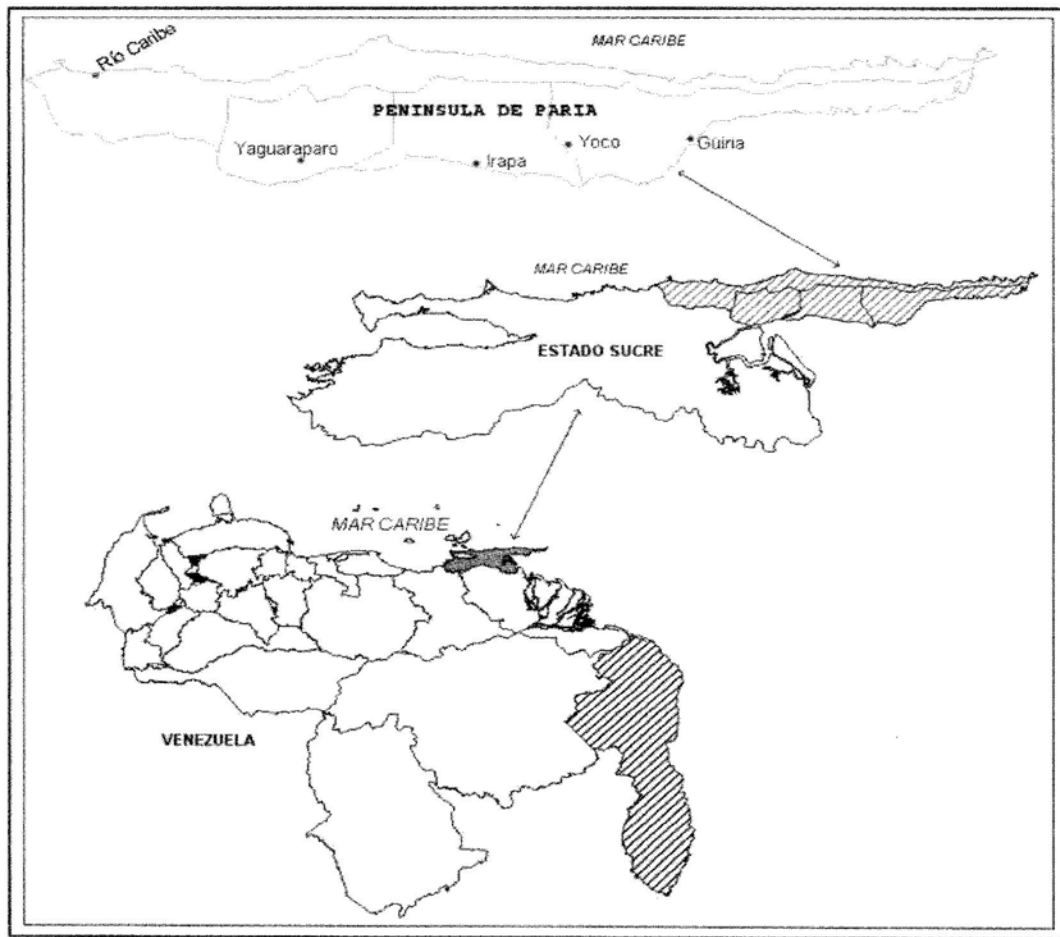 MAR CARIBE
Río Caribe
PENINSULA DE PARIA
Yoco
Güiria
Yaguaraparo
Irapa
MAR CARIBE
ESTADO SUCRE
MAR CARIBE
VENEZUELA